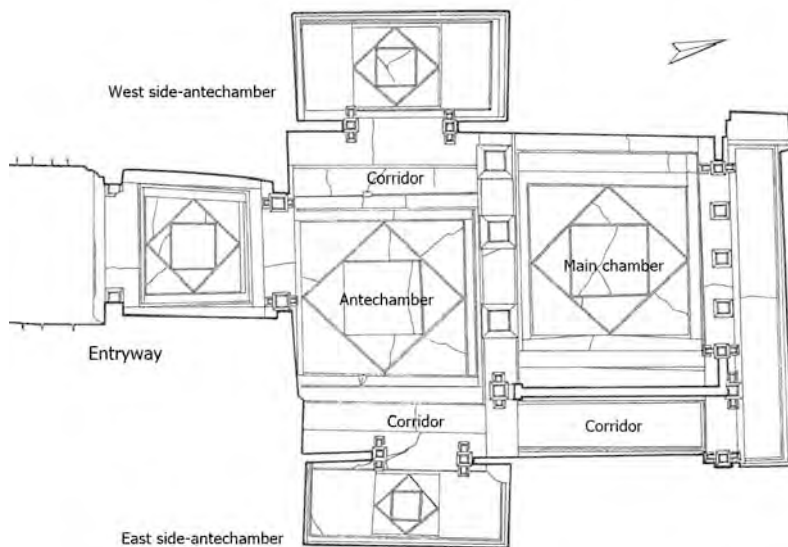 West side-antechamber
Corridor
Main chamber
Antechamber
Entryway
Corridor
Corridor
East side-antechamber